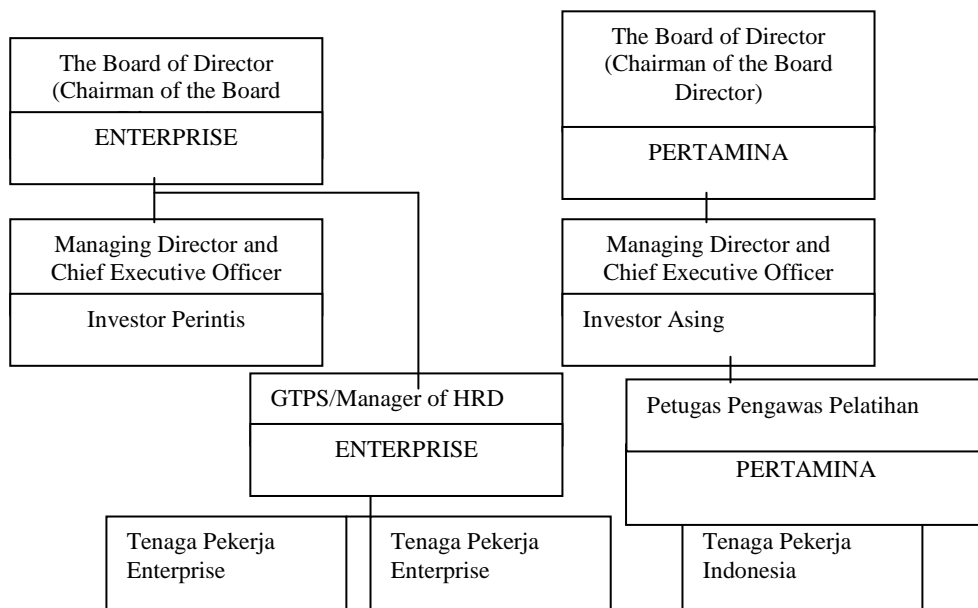 The Board of Director
(Chairman of the Board
ENTERPRISE
The Board of Director
(Chairman of the Board
Director)
PERTAMINA
Managing Director and
Chief Executive Officer
Investor Perintis
Managing Director and
Chief Executive Officer
Investor Asing
GTPS/Manager of HRD
ENTERPRISE
Petugas Pengawas Pelatihan
PERTAMINA
Tenaga Pekerja
Enterprise
Tenaga Pekerja
Enterprise
Tenaga Pekerja
Indonesia